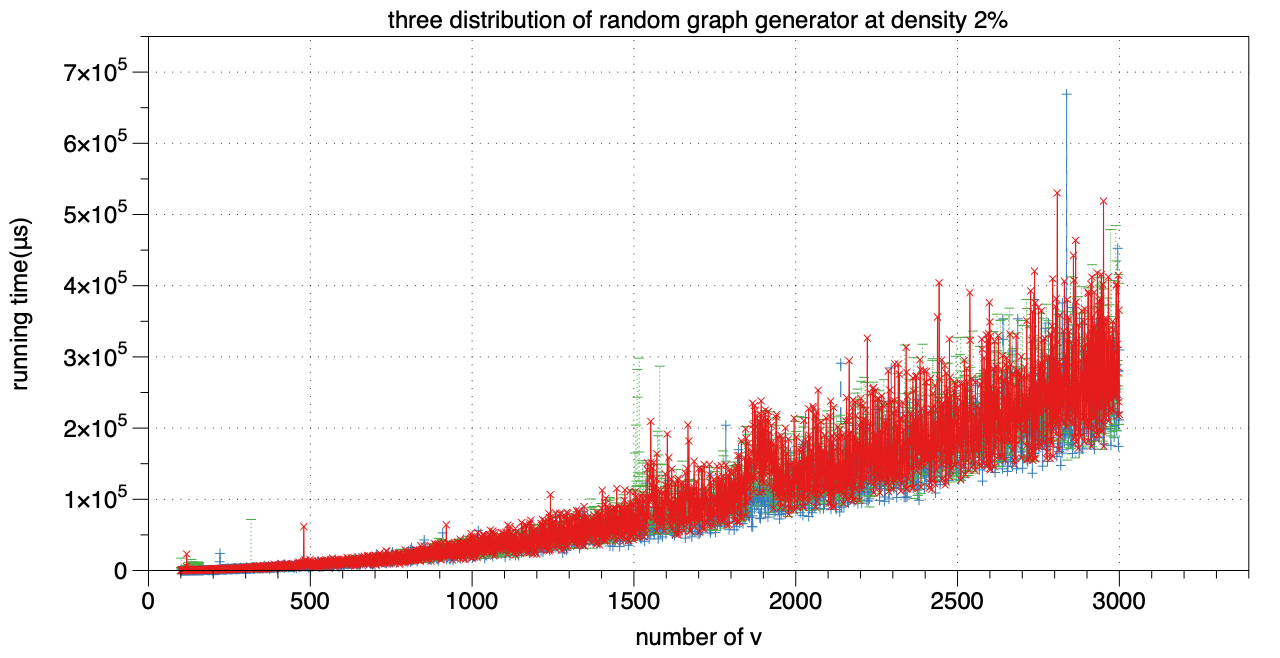 three distribution of random graph generator at density 2%
7×10⁵
6×10⁵
5×10⁵
4×10⁵
3×10⁵
2×10⁵
1×10⁵
0
running time(µs)
0 500 1000 1500 2000 2500 3000
number of v